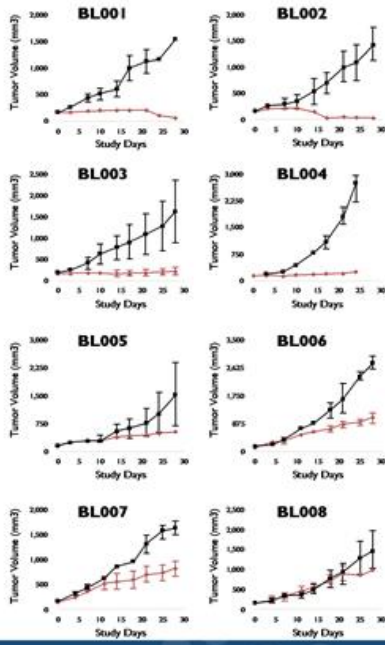 BL001
Tumor Volume (mm3)
2,000
1,500
1,000
500
0
0 5 10 15 20 25 30
Study Days
BL002
Tumor Volume (mm3)
2,000
1,500
1,000
500
0
0 5 10 15 20 25 30
Study Days
BL003
Tumor Volume (mm3)
2,500
2,000
1,500
1,000
500
0
0 5 10 15 20 25 30
Study Days
BL004
Tumor Volume (mm3)
3,000
2,250
1,500
750
0
0 5 10 15 20 25 30
Study Days
BL005
Tumor Volume (mm3)
3,000
2,250
1,500
750
0
0 5 10 15 20 25 30
Study Days
BL006
Tumor Volume (mm3)
3,500
2,625
1,750
875
0
0 5 10 15 20 25 30
Study Days
BL007
Tumor Volume (mm3)
2,000
1,500
1,000
500
0
0 5 10 15 20 25 30
Study Days
BL008
Tumor Volume (mm3)
2,500
2,000
1,500
1,000
500
0
0 5 10 15 20 25 30
Study Days